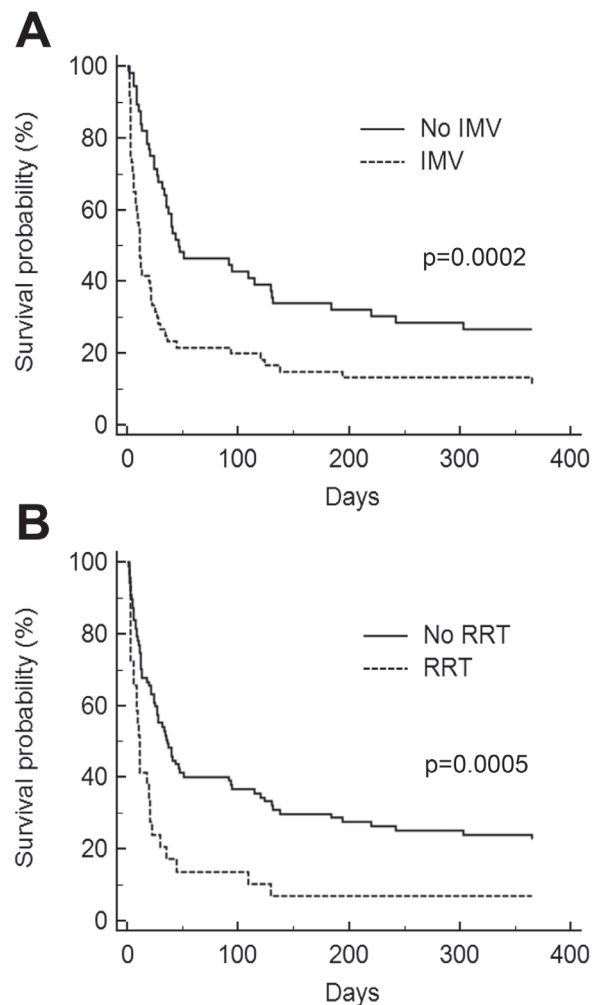 A
Survival probability (%)
100
80
60
40
20
0
No IMV
IMV
p=0.0002
0 100 200 300 400
Days
B
Survival probability (%)
100
80
60
40
20
0
No RRT
RRT
p=0.0005
0 100 200 300 400
Days